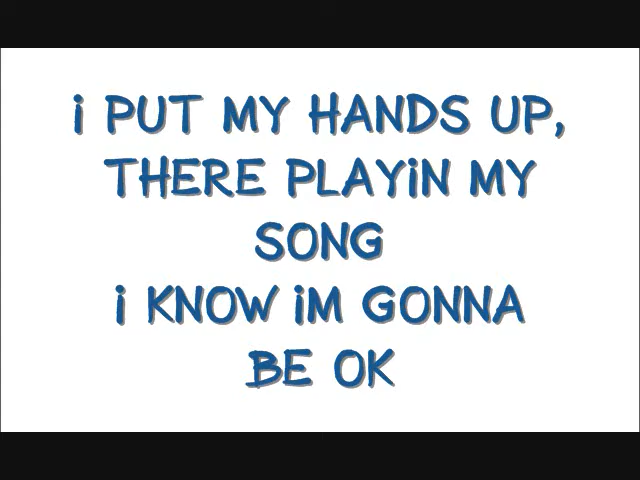 i PUT MY HANDS UP,
THERE PLAYiN MY
SONG
i KNOW iM GONNA
BE OK